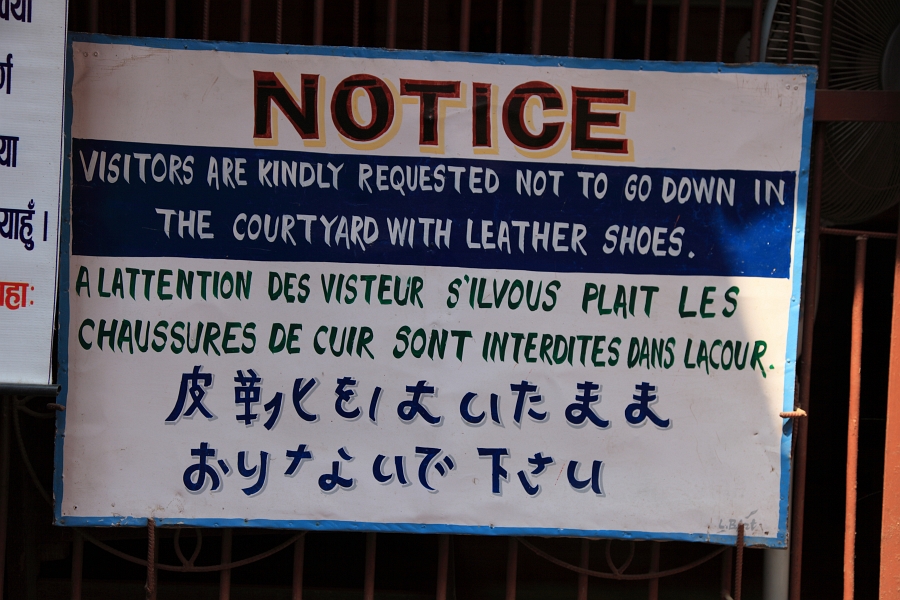 NOTICE
VISITORS ARE KINDLY REQUESTED NOT TO GO DOWN IN
THE COURTYARD WITH LEATHER SHOES.
A LATTENTION DES VISTEUR S'ILVOUS PLAIT LES
CHAUSSURES DE CUIR SONT INTERDITES DANS LACOUR.
皮靴をはいたまま
おりないで下さい